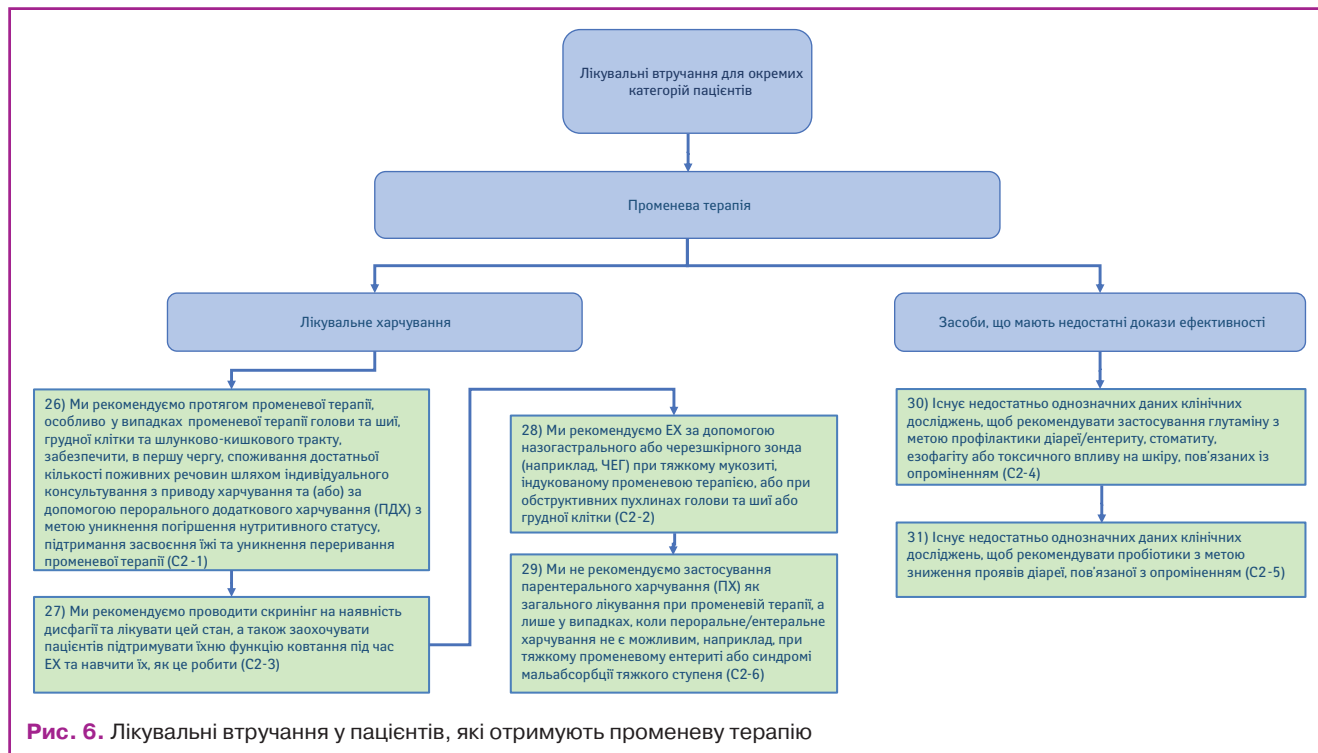 Лікувальні втручання для окремих
категорій пацієнтів
Променева терапія
Лікувальне харчування
Засоби, що мають недостатні докази ефективності
26) Ми рекомендуємо протягом променевої терапії,
особливо у випадках променевої терапії голови та шиї,
грудної клітки та шлунково-кишкового тракту,
забезпечити, в першу чергу, споживання достатньої
кількості поживних речовин шляхом індивідуального
консультування з приводу харчування та (або) за
допомогою перорального додаткового харчування (ПДХ) з
метою уникнення погіршення нутритивного статусу,
підтримання засвоєння їжі та уникнення переривання
променевої терапії (С2 -1)
27) Ми рекомендуємо проводити скринінг на наявність
дисфагії та лікувати цей стан, а також заохочувати
пацієнтів підтримувати їхню функцію ковтання під час
ЕХ та навчити їх, як це робити (С2-3)
28) Ми рекомендуємо ЕХ за допомогою
назогастрального або черезшкірного зонда
(наприклад, ЧЕГ) при тяжкому мукозиті,
індукованому променевою терапією, або при
обструктивних пухлинах голови та шиї або
грудної клітки (С2-2)
29) Ми не рекомендуємо застосування
парентерального харчування (ПХ) як
загального лікування при променевій терапії, а
лише у випадках, коли пероральне/ентеральне
харчування не є можливим, наприклад, при
тяжкому променевому ентериті або синдромі
мальабсорбції тяжкого ступеня (С2-6)
30) Існує недостатньо однозначних даних клінічних
досліджень, щоб рекомендувати застосування глутаміну з
метою профілактики діареї/ентериту, стоматиту,
езофагіту або токсичного впливу на шкіру, пов’язаних із
опроміненням (С2-4)
31) Існує недостатньо однозначних даних клінічних
досліджень, щоб рекомендувати пробіотики з метою
зниження проявів діареї, пов’язаної з опроміненням (С2-5)
Рис. 6. Лікувальні втручання у пацієнтів, які отримують променеву терапію